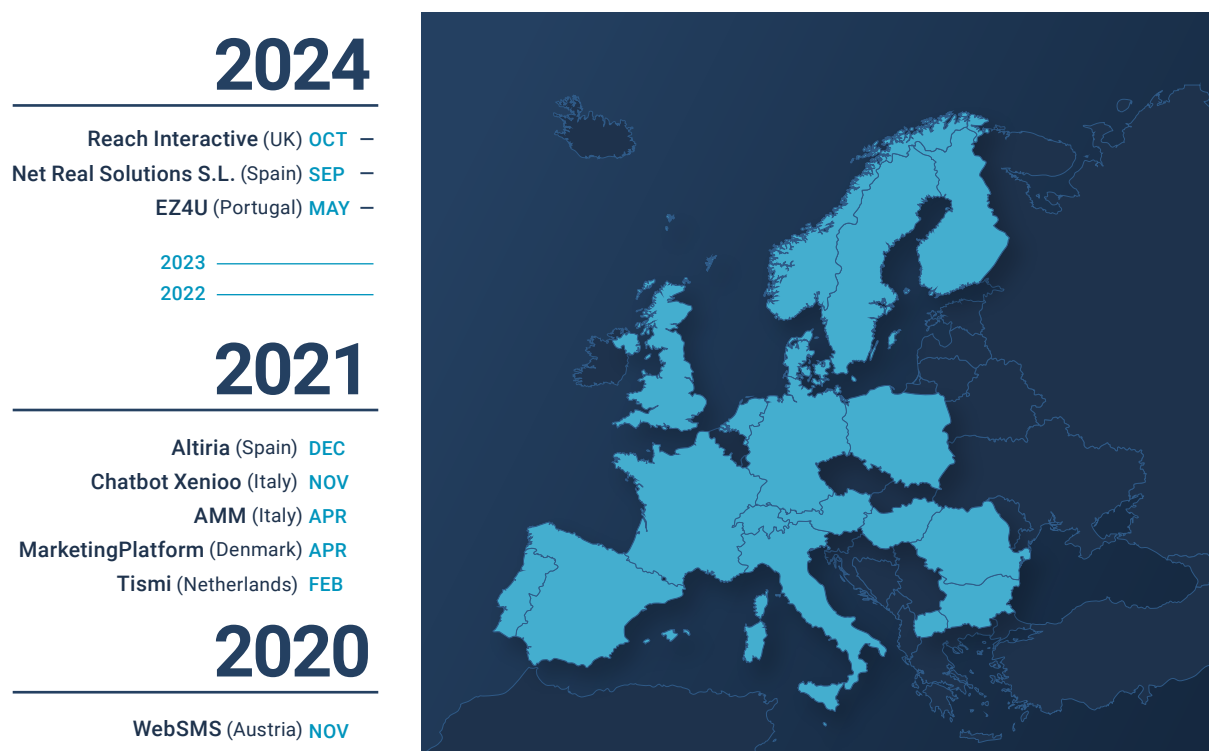 2024
Reach Interactive (UK) OCT –
Net Real Solutions S.L. (Spain) SEP –
EZ4U (Portugal) MAY –
2023
2022
2021
Altiria (Spain) DEC
Chatbot Xenioo (Italy) NOV
AMM (Italy) APR
MarketingPlatform (Denmark) APR
Tismi (Netherlands) FEB
2020
WebSMS (Austria) NOV